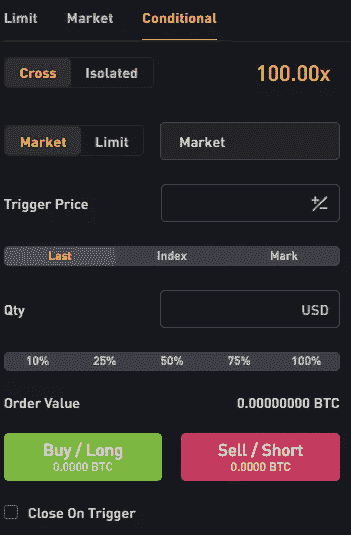 Limit Market Conditional
Cross Isolated 100.00x
Market Limit Market
Trigger Price
Last Index Mark
Qty USD
10% 25% 50% 75% 100%
Order Value 0.00000000 BTC
Buy / Long Sell / Short
0.0000 BTC 0.0000 BTC
Close On Trigger